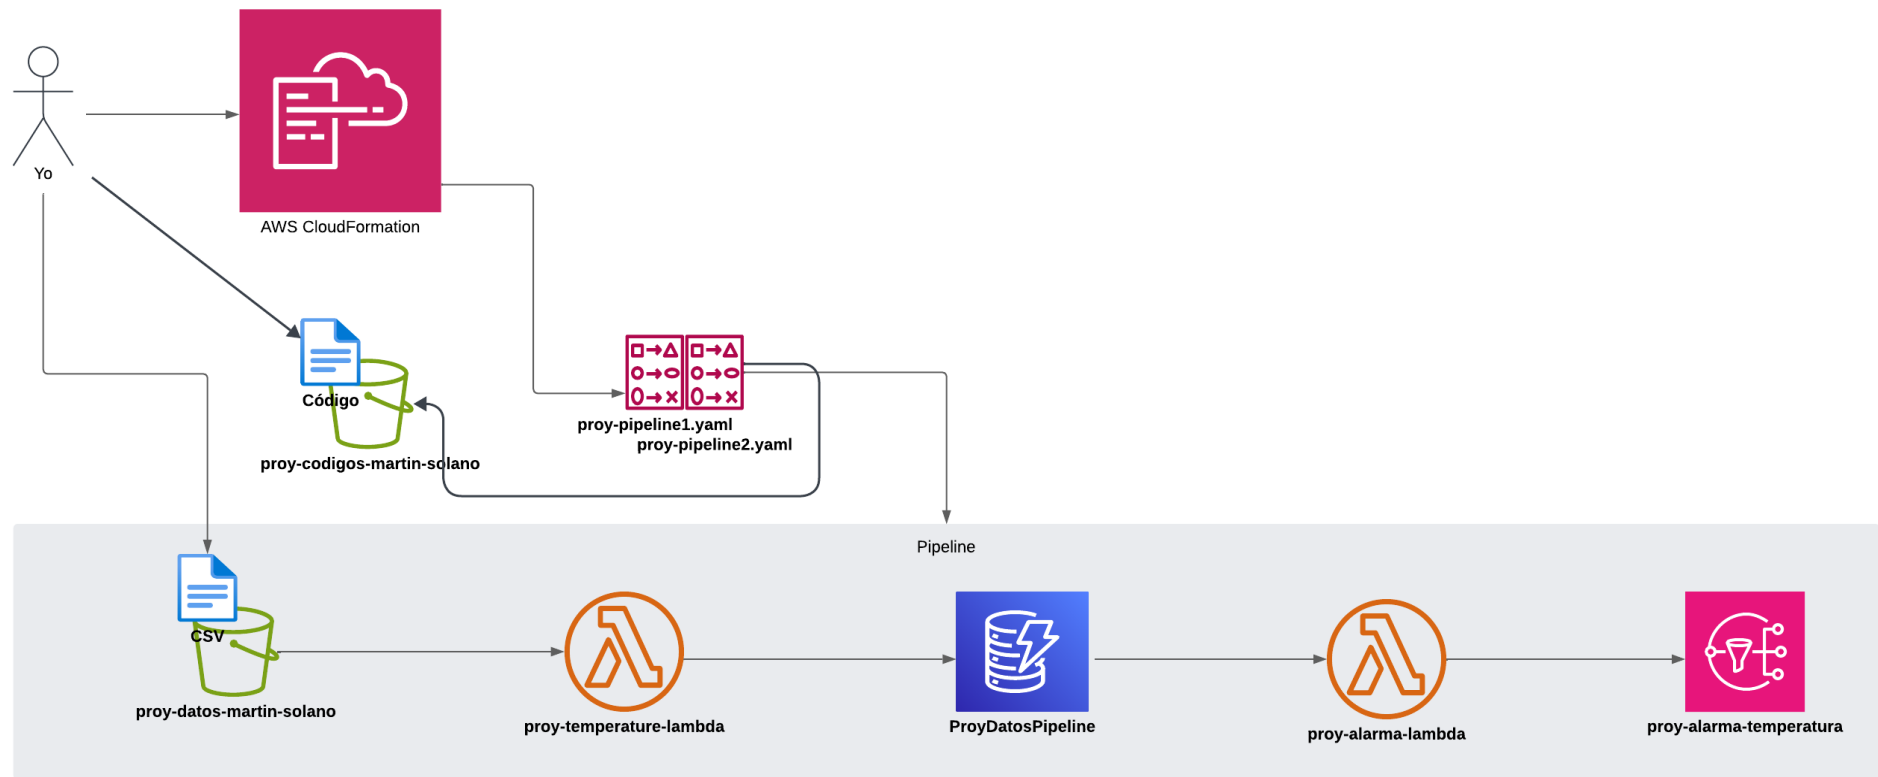 Yo
AWS CloudFormation
Código
proy-codigos-martin-solano
proy-pipeline1.yaml
proy-pipeline2.yaml
Pipeline
CSV
proy-datos-martin-solano
proy-temperature-lambda
ProyDatosPipeline
proy-alarma-lambda
proy-alarma-temperatura